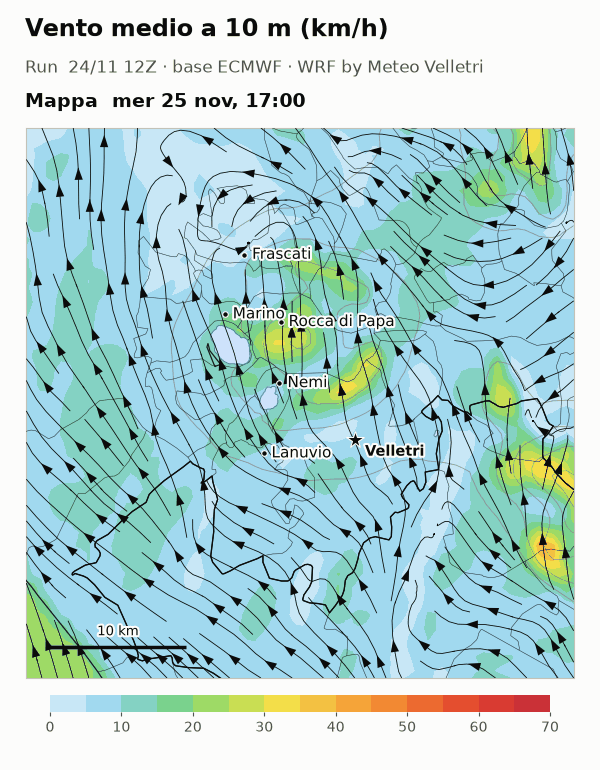 Vento medio a 10 m (km/h)
Run  24/11 12Z · base ECMWF · WRF by Meteo Velletri
Mappa  mer 25 nov, 17:00
Frascati
Marino
Rocca di Papa
Nemi
Velletri
Lanuvio
10 km
0 10 20 30 40 50 60 70